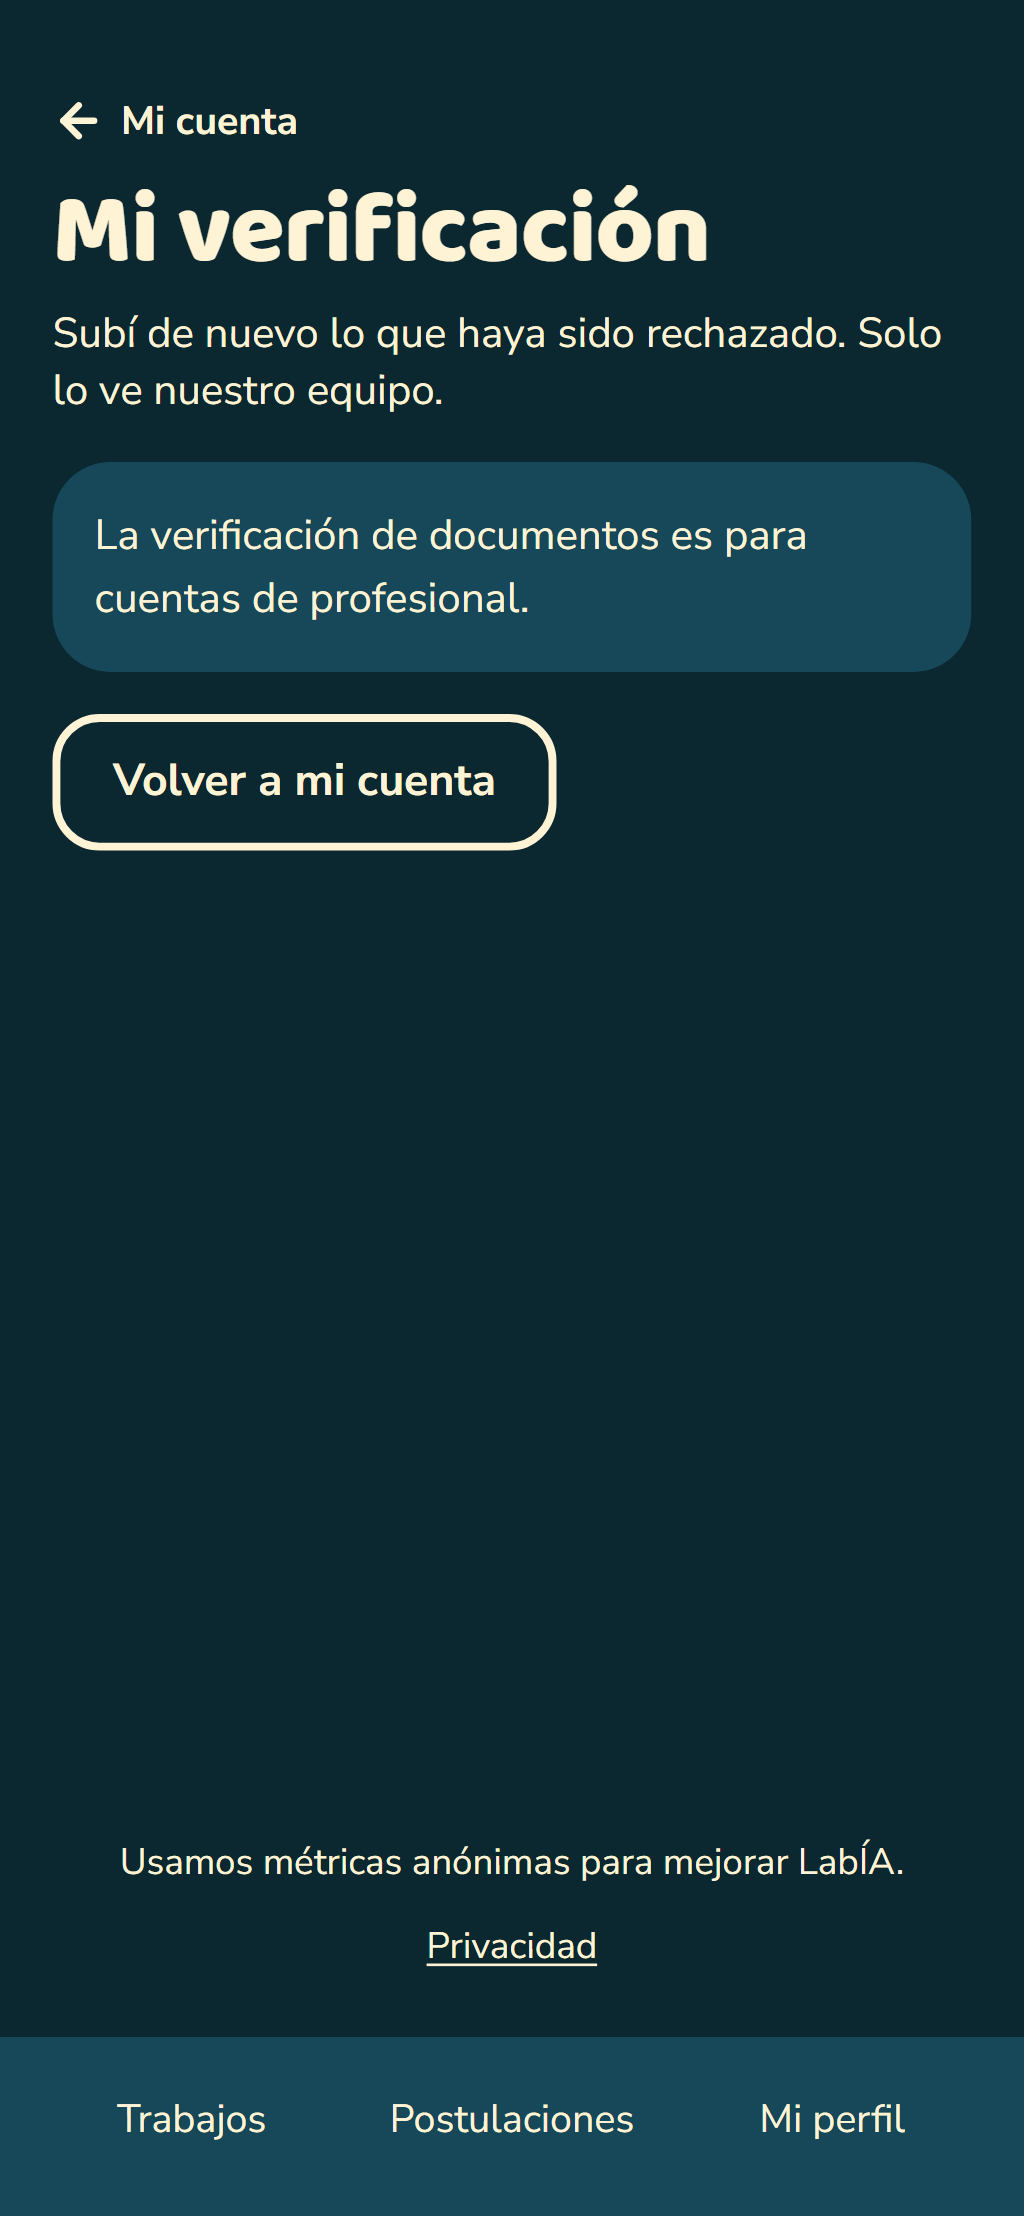 Mi cuenta
Mi verificación
Subí de nuevo lo que haya sido rechazado. Solo
lo ve nuestro equipo.
La verificación de documentos es para
cuentas de profesional.
Volver a mi cuenta
Usamos métricas anónimas para mejorar LabÍA.
Privacidad
Trabajos
Postulaciones
Mi perfil